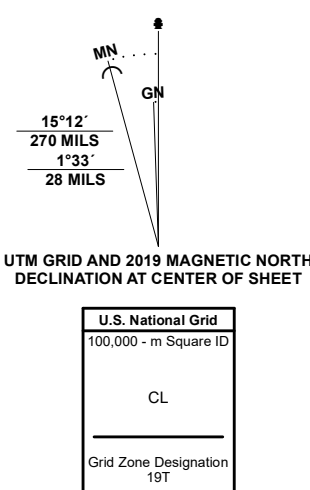 MN
GN
15°12´
270 MILS
1°33´
28 MILS
UTM GRID AND 2019 MAGNETIC NORTH
DECLINATION AT CENTER OF SHEET
U.S. National Grid
100,000 - m Square ID
CL
Grid Zone Designation
19T